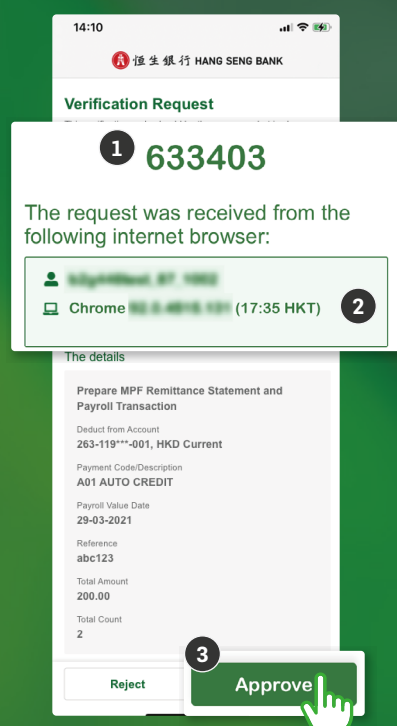 14:10
恒生銀行 HANG SENG BANK
Verification Request
1
633403
The request was received from the
following internet browser:
Chrome (17:35 HKT)
2
The details
Prepare MPF Remittance Statement and
Payroll Transaction
Deduct from Account
263-119***-001, HKD Current
Payment Code/Description
A01 AUTO CREDIT
Payroll Value Date
29-03-2021
Reference
abc123
Total Amount
200.00
Total Count
2
3
Reject
Approve